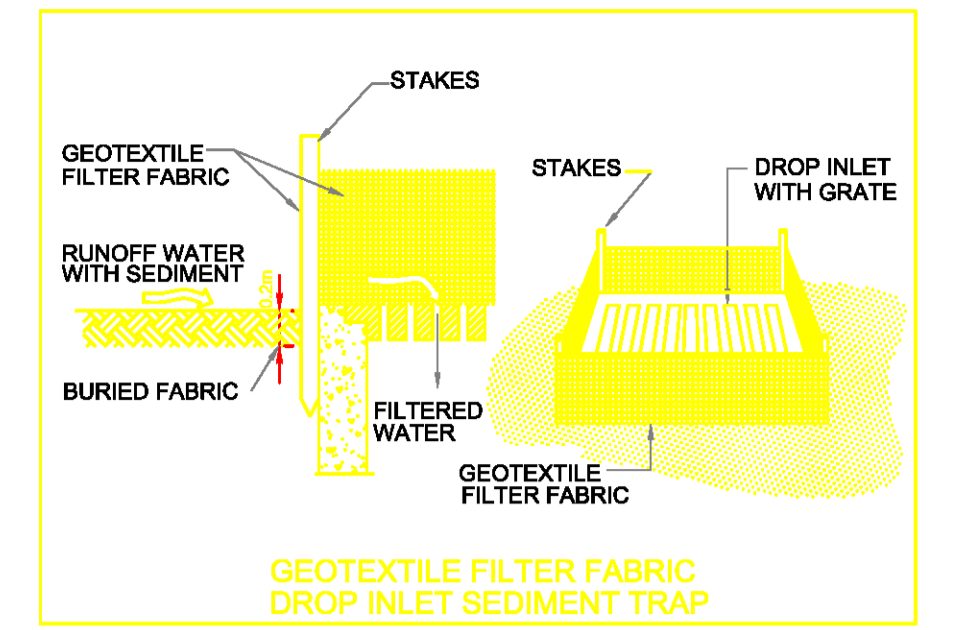 STAKES
GEOTEXTILE
FILTER FABRIC
RUNOFF WATER
WITH SEDIMENT
0.2m
BURIED FABRIC
FILTERED
WATER
STAKES
DROP INLET
WITH GRATE
GEOTEXTILE
FILTER FABRIC
GEOTEXTILE FILTER FABRIC
DROP INLET SEDIMENT TRAP